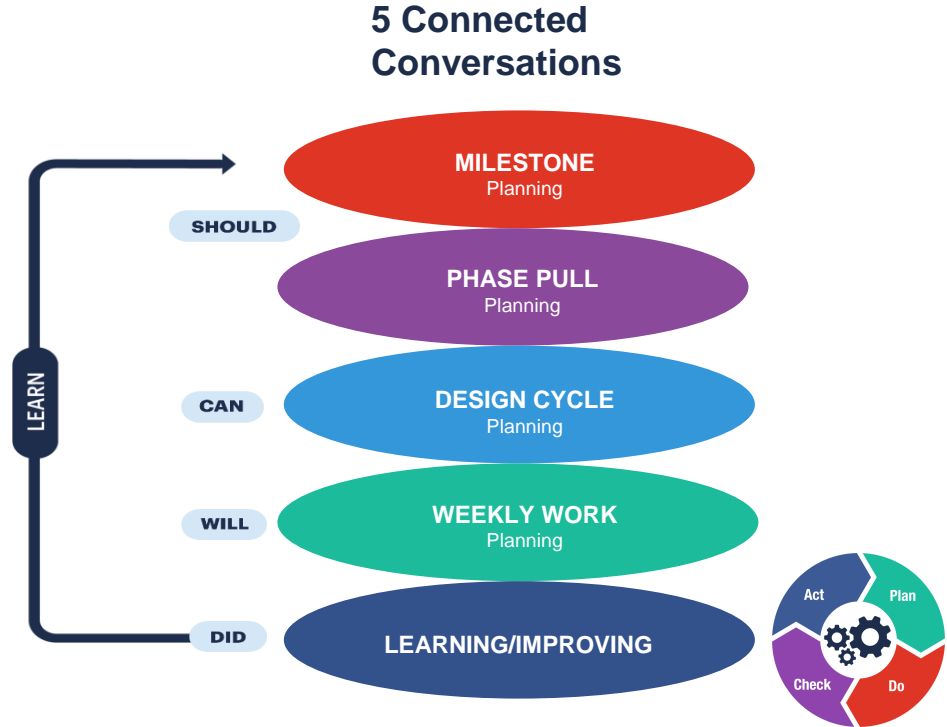 5 Connected
Conversations
MILESTONE
Planning
SHOULD
PHASE PULL
Planning
LEARN
CAN
DESIGN CYCLE
Planning
WILL
WEEKLY WORK
Planning
DID
LEARNING/IMPROVING
Act
Plan
Check
Do